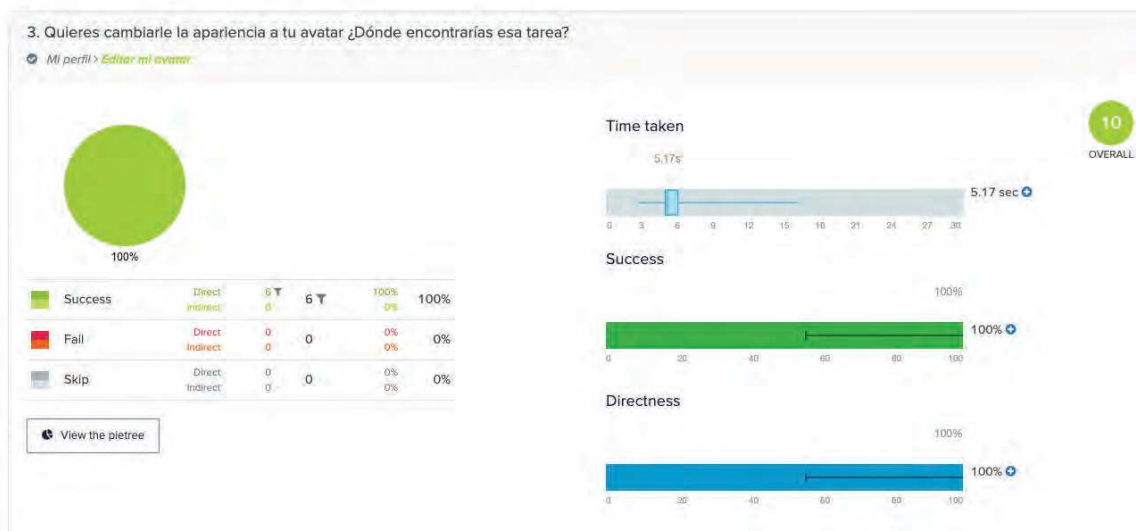 3. Quieres cambiarle la apariencia a tu avatar ¿Dónde encontrarías esa tarea?
Mi perfil > Editar mi avatar
100%
Success Direct 6 6 100% 100%
Indirect 0 0%
Fail Direct 0 0 0% 0%
Indirect 0 0%
Skip Direct 0 0 0% 0%
Indirect 0 0%
View the pietree
Time taken
5.17s
5.17 sec
0 3 6 9 12 15 18 21 24 27 30
Success
100%
100%
0 20 40 60 80 100
Directness
100%
100%
0 20 40 60 80 100
10
OVERALL